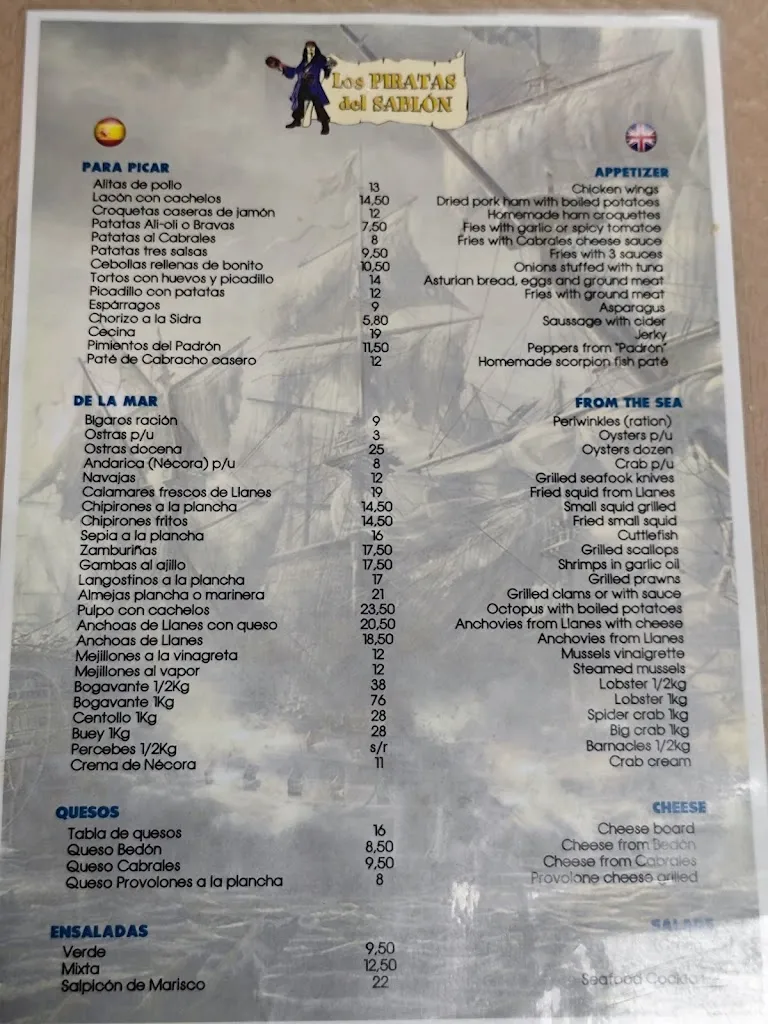 Los PIRATAS
del SABLÓN
PARA PICAR APPETIZER
Alitas de pollo 13 Chicken wings
Lacón con cachelos 14,50 Dried pork ham with boiled potatoes
Croquetas caseras de jamón 12 Homemade ham croquettes
Patatas Ali-oli o Bravas 7,50 Fies with garlic or spicy tomatoe
Patatas al Cabrales 8 Fries with Cabrales cheese sauce
Patatas tres salsas 9,50 Fries with 3 sauces
Cebollas rellenas de bonito 10,50 Onions stuffed with tuna
Tortos con huevos y picadillo 14 Asturian bread, eggs and ground meat
Picadillo con patatas 12 Fries with ground meat
Espárragos 9 Asparagus
Chorizo a la Sidra 5,80 Saussage with cider
Cecina 19 Jerky
Pimientos del Padrón 11,50 Peppers from "Padrón"
Paté de Cabracho casero 12 Homemade scorpion fish paté
DE LA MAR FROM THE SEA
Bigaros ración 9 Periwinkles (ration)
Ostras p/u 3 Oysters p/u
Ostras docena 25 Oysters dozen
Andarica (Nécora) p/u 8 Crab p/u
Navajas 12 Grilled seafook knives
Calamares frescos de Llanes 19 Fried squid from Llanes
Chipirones a la plancha 14,50 Small squid grilled
Chipirones fritos 14,50 Fried small squid
Sepia a la plancha 16 Cuttlefish
Zamburiñas 17,50 Grilled scallops
Gambas al ajillo 17,50 Shrimps in garlic oil
Langostinos a la plancha 17 Grilled prawns
Almejas plancha o marinera 21 Grilled clams or with sauce
Pulpo con cachelos 23,50 Octopus with boiled potatoes
Anchoas de Llanes con queso 20,50 Anchovies from Llanes with cheese
Anchoas de Llanes 18,50 Anchovies from Llanes
Mejillones a la vinagreta 12 Mussels vinaigrette
Mejillones al vapor 12 Steamed mussels
Bogavante 1/2Kg 38 Lobster 1/2kg
Bogavante 1Kg 76 Lobster 1kg
Centollo 1Kg 28 Spider crab 1kg
Buey 1Kg 28 Big crab 1kg
Percebes 1/2Kg s/r Barnacles 1/2kg
Crema de Nécora 11 Crab cream
QUESOS CHEESE
Tabla de quesos 16 Cheese board
Queso Bedón 8,50 Cheese from Bedón
Queso Cabrales 9,50 Cheese from Cabrales
Queso Provolones a la plancha 8 Provolone cheese grilled
ENSALADAS SALADS
Verde 9,50
Mixta 12,50
Salpicón de Marisco 22 Seafood